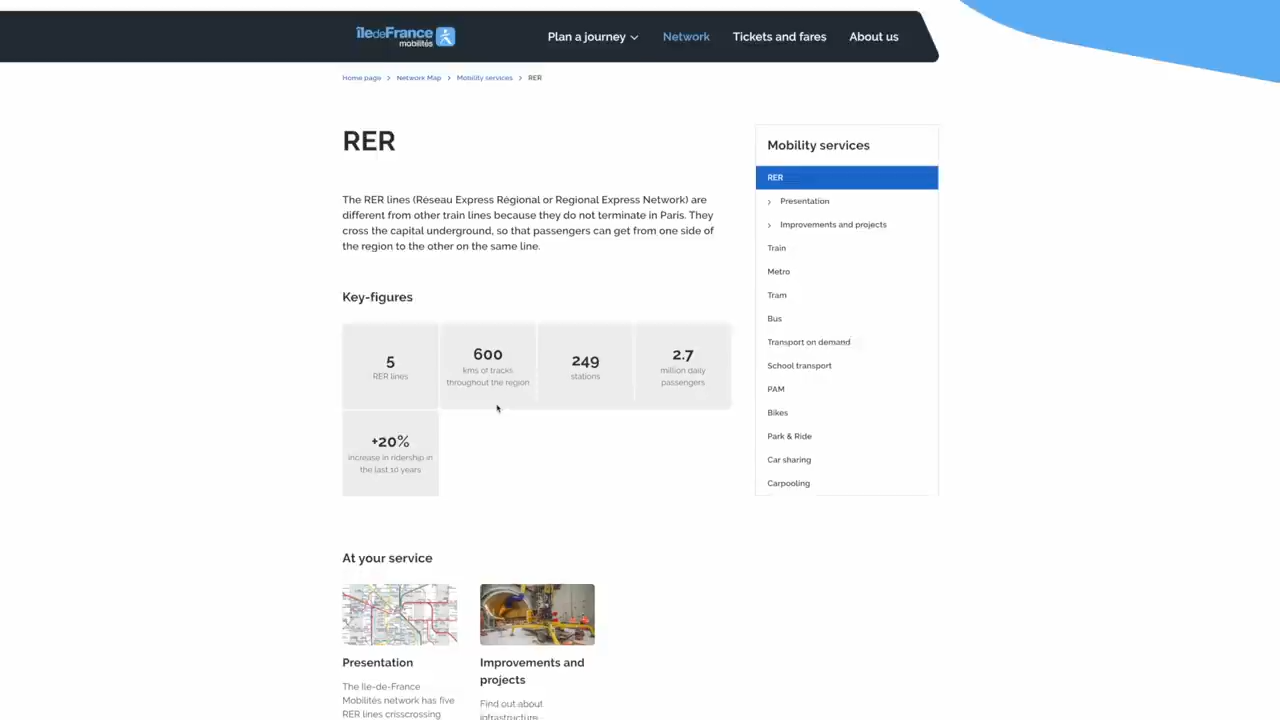 îledeFrance
mobilités
Plan a journey
Network
Tickets and fares
About us
Home page > Network Map > Mobility services > RER
RER
The RER lines (Réseau Express Régional or Regional Express Network) are
different from other train lines because they do not terminate in Paris. They
cross the capital underground, so that passengers can get from one side of
the region to the other on the same line.
Key-figures
5
RER lines
600
kms of tracks
throughout the region
249
stations
2.7
million daily
passengers
+20%
increase in ridership in
the last 10 years
Mobility services
RER
Presentation
Improvements and projects
Train
Metro
Tram
Bus
Transport on demand
School transport
PAM
Bikes
Park & Ride
Car sharing
Carpooling
At your service
Presentation
The Ile-de-France
Mobilités network has five
RER lines crisscrossing
Improvements and
projects
Find out about
infrastructure